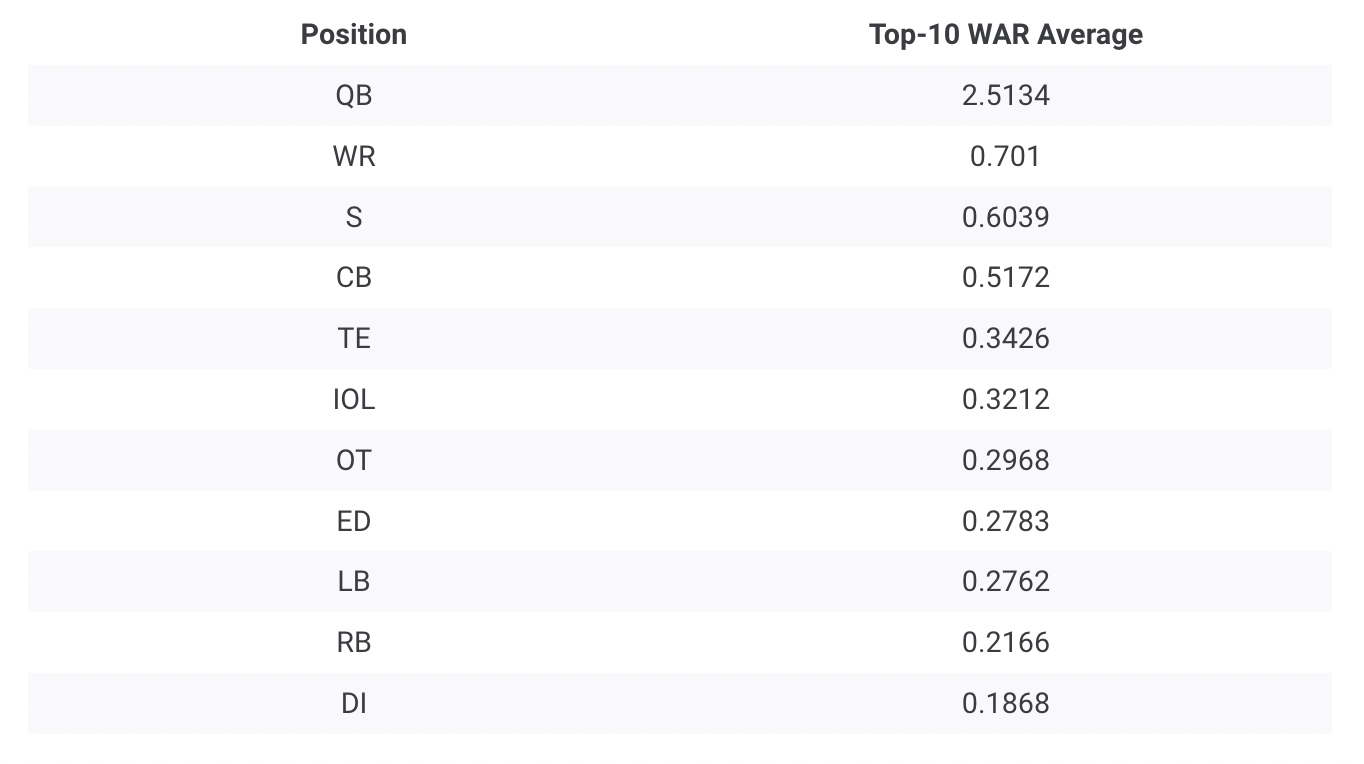 Position Top-10 WAR Average
QB 2.5134
WR 0.701
S 0.6039
CB 0.5172
TE 0.3426
IOL 0.3212
OT 0.2968
ED 0.2783
LB 0.2762
RB 0.2166
DI 0.1868